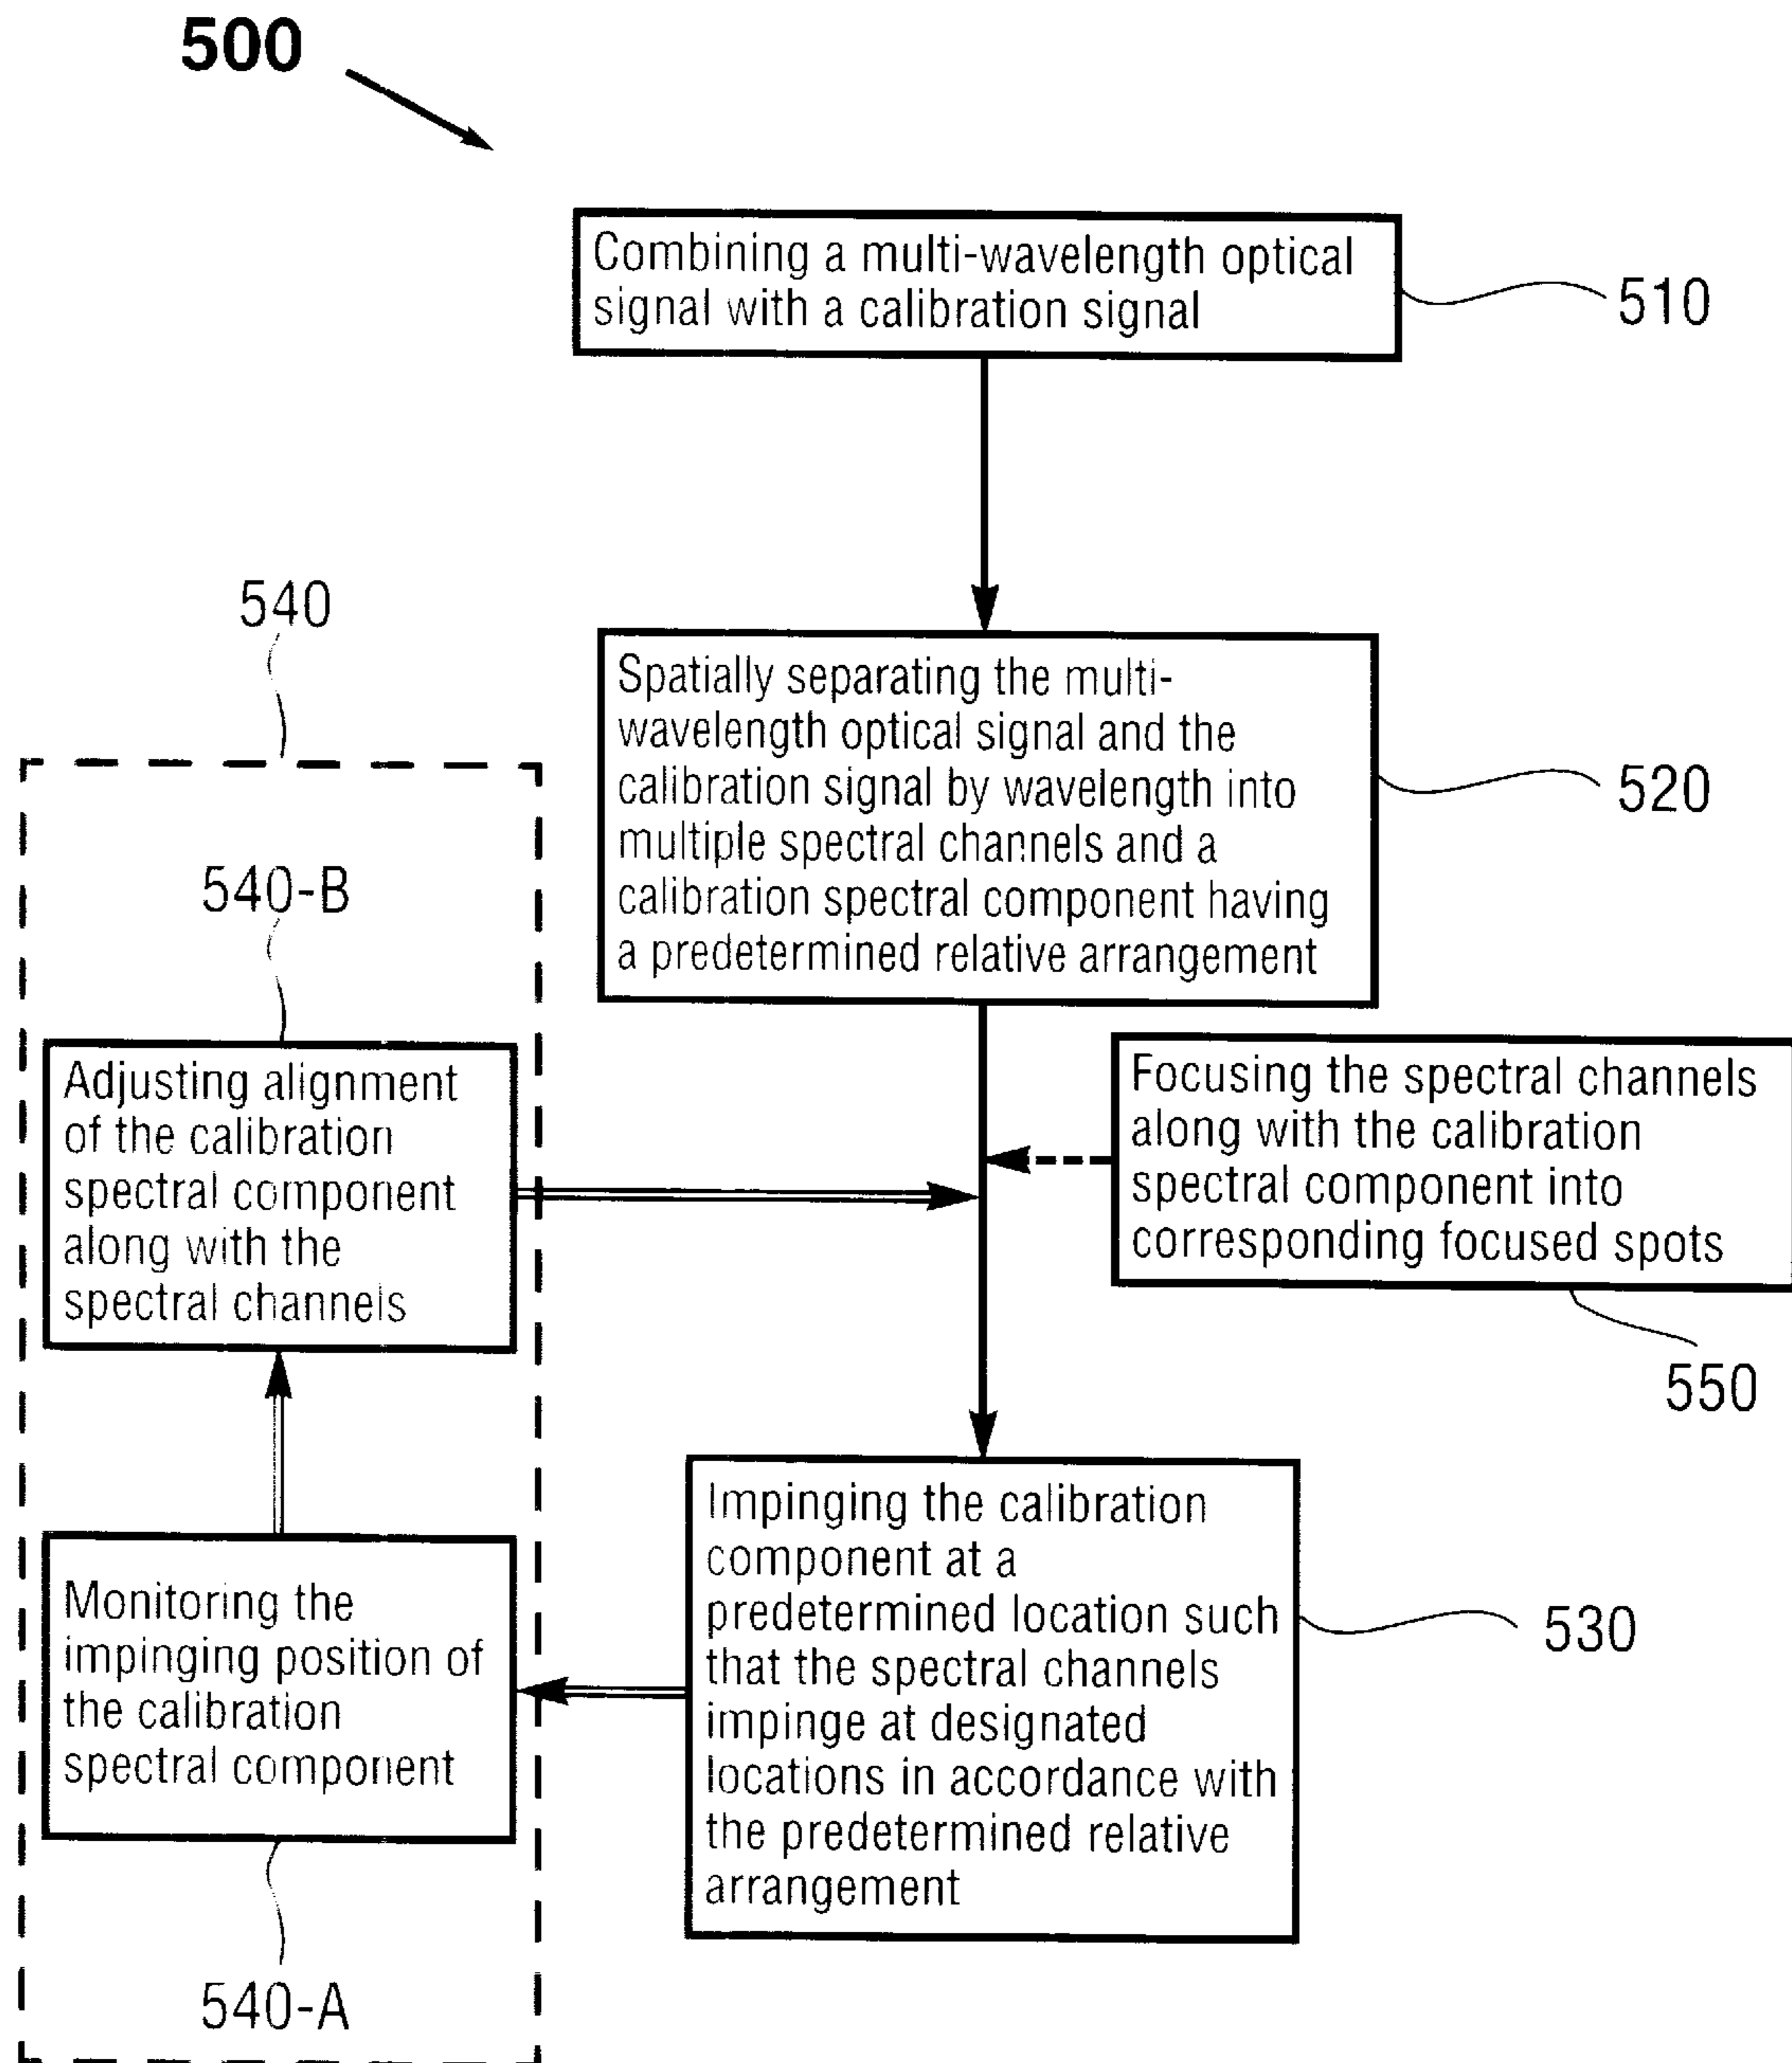 500
Combining a multi-wavelength optical
signal with a calibration signal
510
540
Spatially separating the multi-
wavelength optical signal and the
calibration signal by wavelength into
multiple spectral channels and a
calibration spectral component having
a predetermined relative arrangement
520
540-B
Adjusting alignment
of the calibration
spectral component
along with the
spectral channels
Focusing the spectral channels
along with the calibration
spectral component into
corresponding focused spots
550
Impinging the calibration
component at a
predetermined location such
that the spectral channels
impinge at designated
locations in accordance with
the predetermined relative
arrangement
530
Monitoring the
impinging position of
the calibration
spectral component
540-A